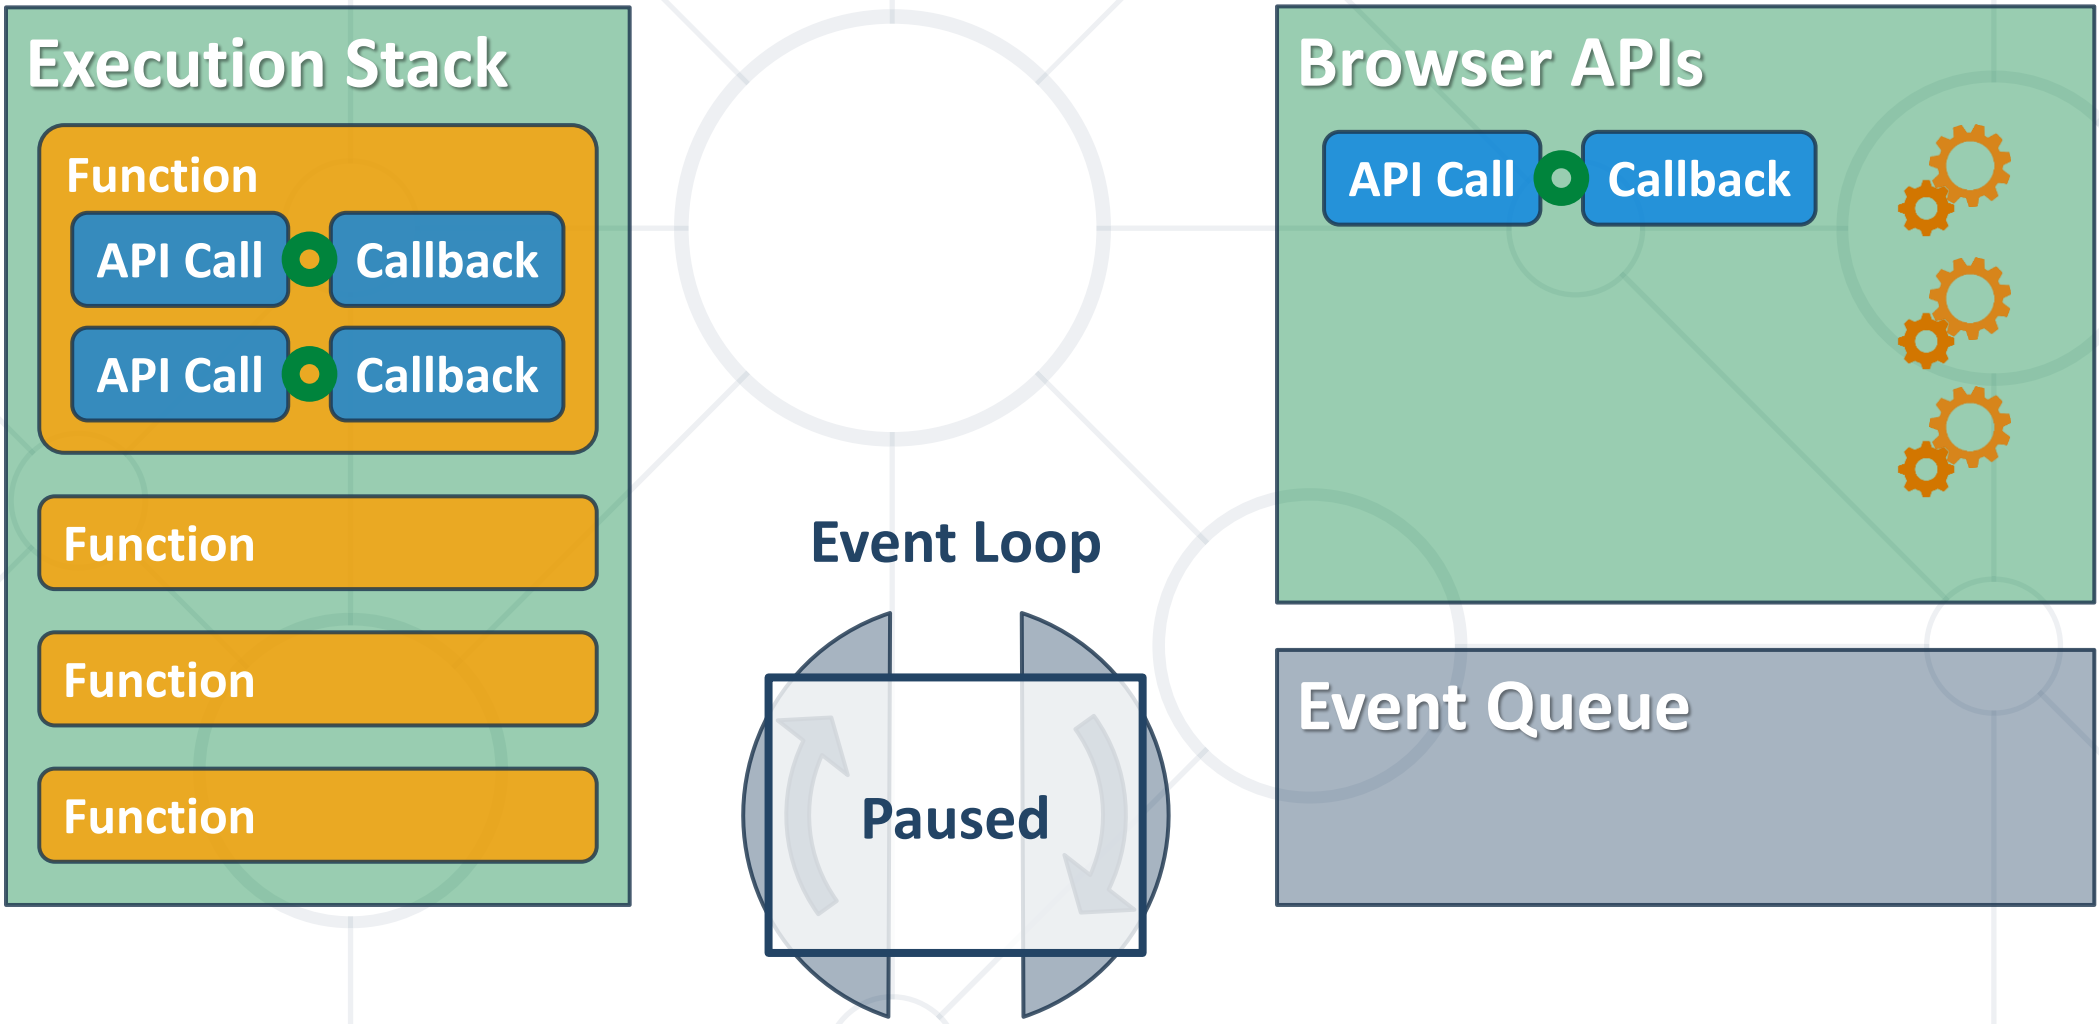 Execution Stack
Function
API Call Callback
API Call Callback
Function
Function
Function
Event Loop
Paused
Browser APIs
API Call Callback
Event Queue